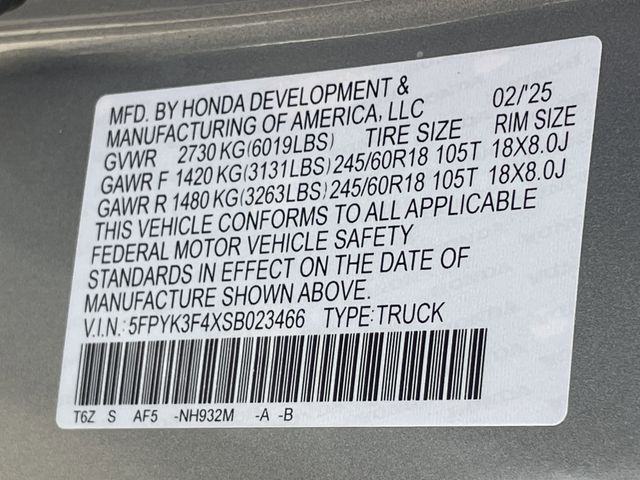 MFD. BY HONDA DEVELOPMENT &
MANUFACTURING OF AMERICA, LLC 02/'25
GVWR 2730 KG(6019LBS) TIRE SIZE RIM SIZE
GAWR F 1420 KG(3131LBS) 245/60R18 105T 18X8.0J
GAWR R 1480 KG(3263LBS) 245/60R18 105T 18X8.0J
THIS VEHICLE CONFORMS TO ALL APPLICABLE
FEDERAL MOTOR VEHICLE SAFETY
STANDARDS IN EFFECT ON THE DATE OF
MANUFACTURE SHOWN ABOVE.
V.I.N.: 5FPYK3F4XSB023466 TYPE:TRUCK
T6Z S AF5 -NH932M -A -B